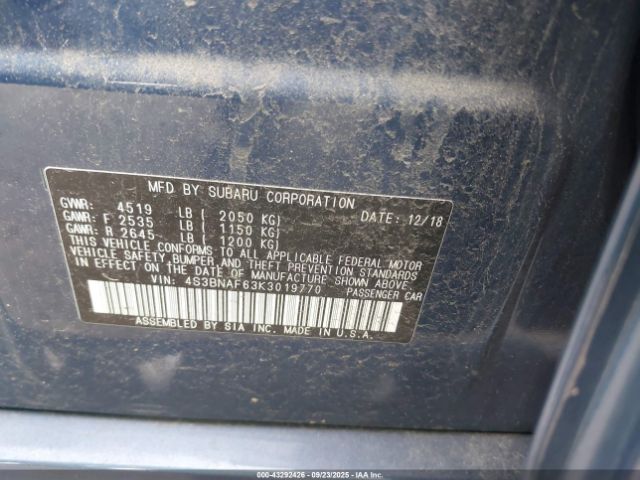 MFD BY SUBARU CORPORATION
GVWR: 4519 LB ( 2050 KG) DATE: 12/18
GAWR: F 2535 LB ( 1150 KG)
GAWR: R 2645 LB ( 1200 KG)
THIS VEHICLE CONFORMS TO ALL APPLICABLE FEDERAL MOTOR
VEHICLE SAFETY, BUMPER, AND THEFT PREVENTION STANDARDS
IN EFFECT ON THE DATE OF MANUFACTURE SHOWN ABOVE.
VIN: 4S3BNAF63K3019770 PASSENGER CAR
ASSEMBLED BY SIA INC. MADE IN U.S.A.
000-43292426 - 09/23/2025 - IAAI.COM